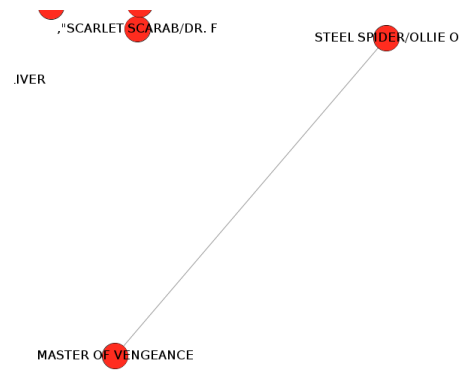 ,"SCARLET SCARAB/DR. F
STEEL SPIDER/OLLIE O
.IVER
MASTER OF VENGEANCE